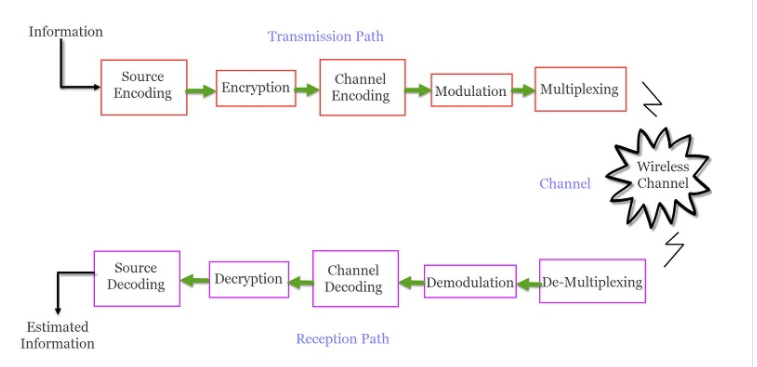 Information
Transmission Path
Source
Encoding
Encryption
Channel
Encoding
Modulation
Multiplexing
Wireless
Channel
Channel
Source
Decoding
Decryption
Channel
Decoding
Demodulation
De-Multiplexing
Estimated
Information
Reception Path